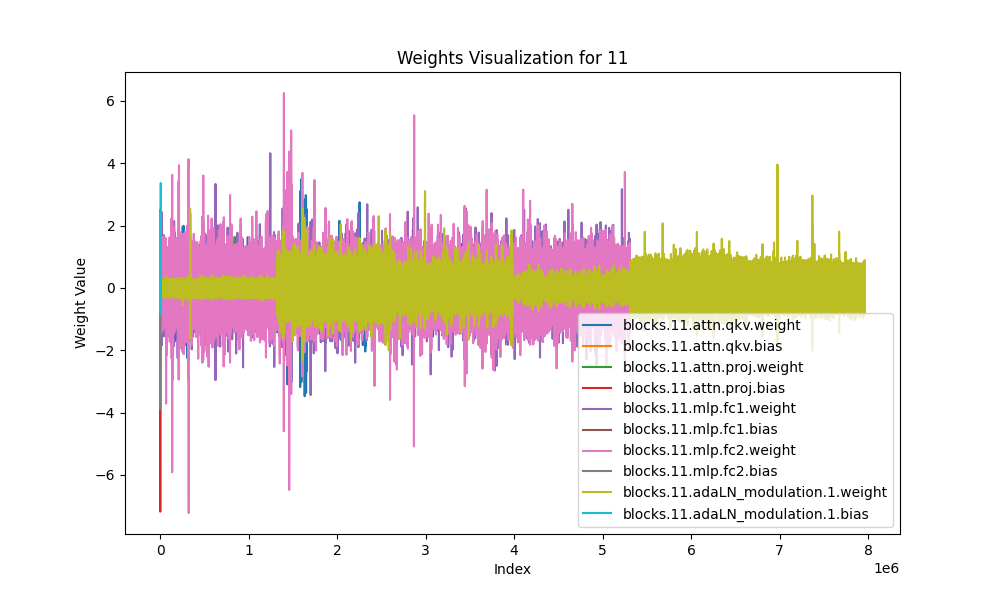 Weights Visualization for 11
Weight Value
6
4
2
0
−2
−4
−6
blocks.11.attn.qkv.weight
blocks.11.attn.qkv.bias
blocks.11.attn.proj.weight
blocks.11.attn.proj.bias
blocks.11.mlp.fc1.weight
blocks.11.mlp.fc1.bias
blocks.11.mlp.fc2.weight
blocks.11.mlp.fc2.bias
blocks.11.adaLN_modulation.1.weight
blocks.11.adaLN_modulation.1.bias
0 1 2 3 4 5 6 7 8
1e6
Index